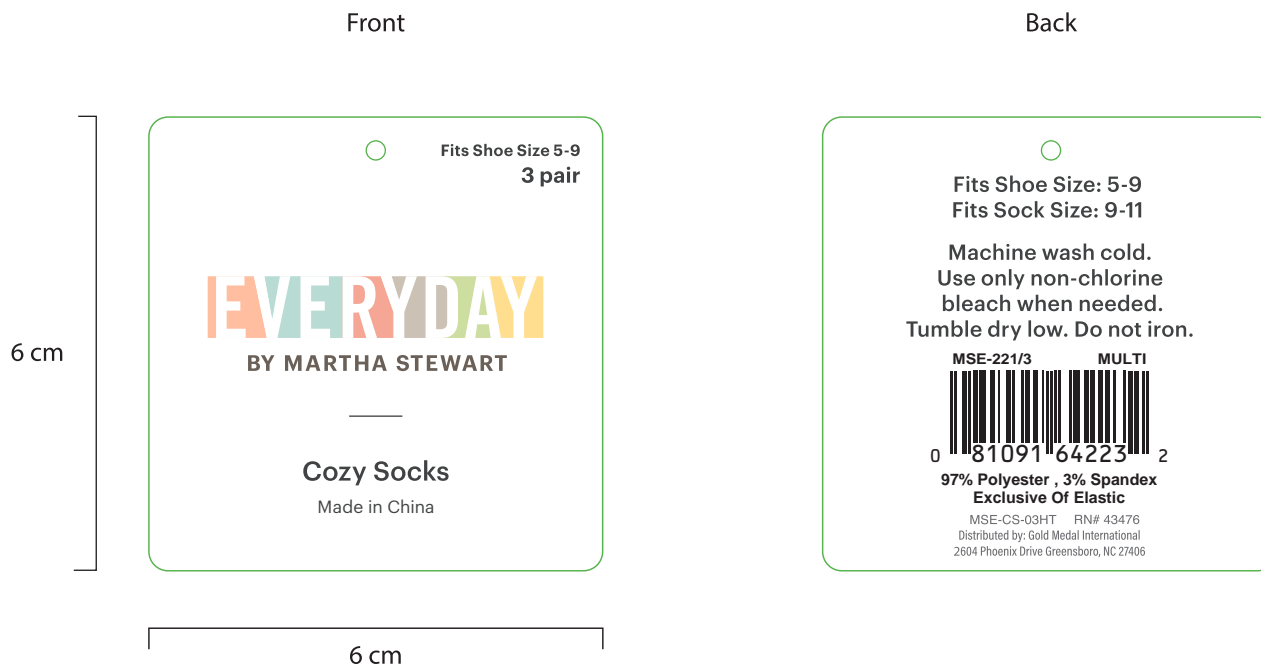 Front
Back
Fits Shoe Size 5-9
3 pair
EVERYDAY
BY MARTHA STEWART
Cozy Socks
Made in China
6 cm
6 cm
Fits Shoe Size: 5-9
Fits Sock Size: 9-11
Machine wash cold.
Use only non-chlorine
bleach when needed.
Tumble dry low. Do not iron.
MSE-221/3 MULTI
0 81091 64223 2
97% Polyester , 3% Spandex
Exclusive Of Elastic
MSE-CS-03HT RN# 43476
Distributed by: Gold Medal International
2604 Phoenix Drive Greensboro, NC 27406